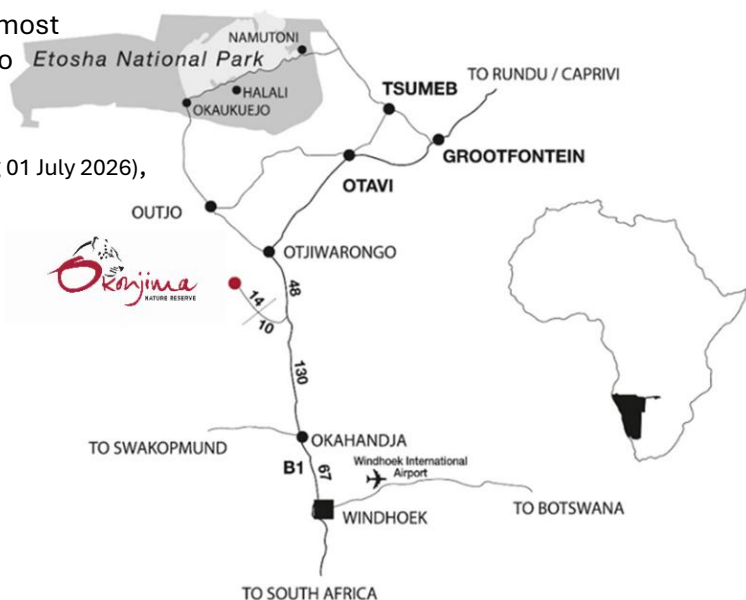 most
o
Etosha National Park
NAMUTONI
HALALI
OKAUKUEJO
TO RUNDU / CAPRIVI
TSUMEB
GROOTFONTEIN
01 July 2026),
OTAVI
OUTJO
OTJIWARONGO
Okonjima
NATURE RESERVE
48
14
10
130
OKAHANDJA
TO SWAKOPMUND
B1
67
Windhoek International
Airport
WINDHOEK
TO BOTSWANA
TO SOUTH AFRICA